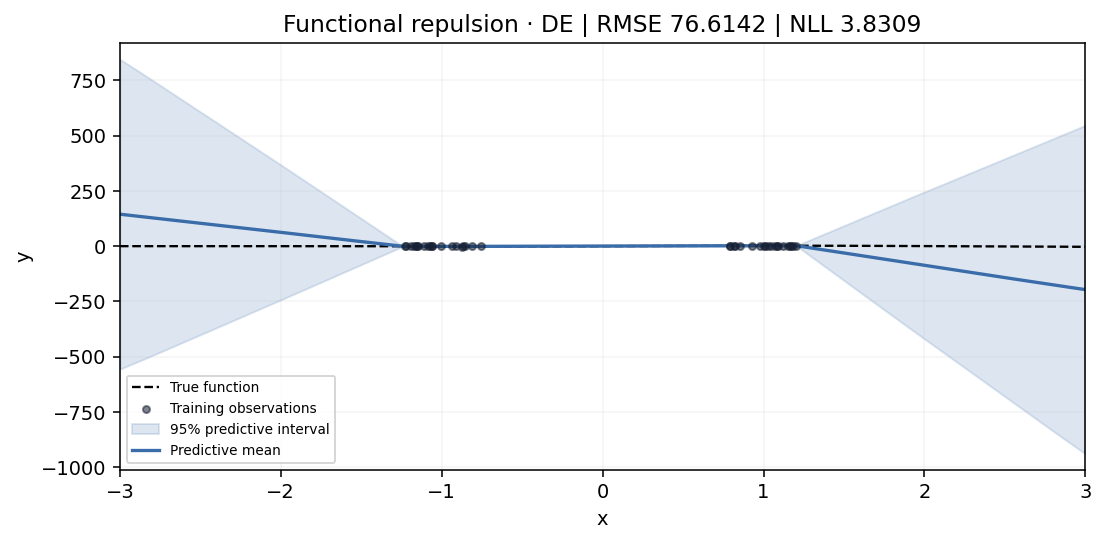 Functional repulsion · DE | RMSE 76.6142 | NLL 3.8309
750
500
250
0
−250
−500
−750
−1000
y
True function
Training observations
95% predictive interval
Predictive mean
−3
−2
−1
0
1
2
3
x